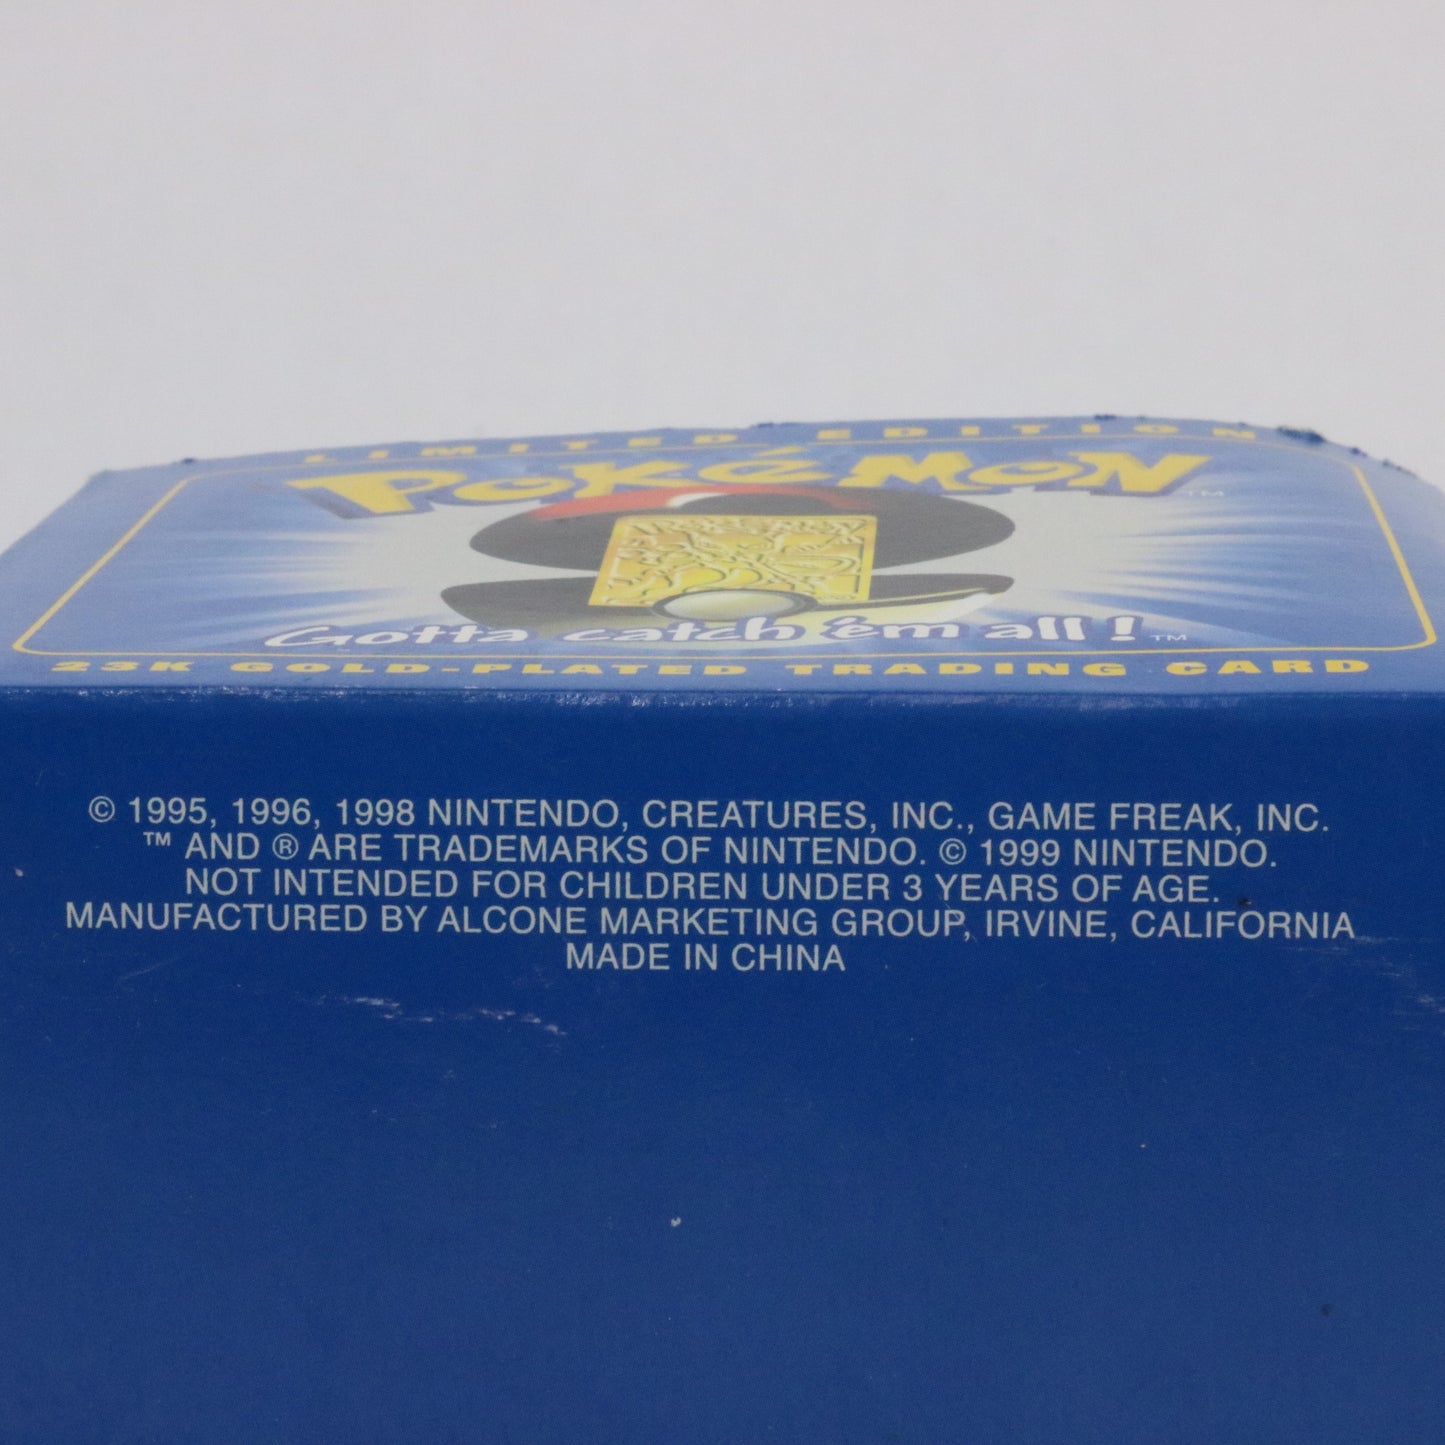 LIMITED EDITION
POKéMON™
Gotta catch 'em all!™
23K GOLD-PLATED TRADING CARD
© 1995, 1996, 1998 NINTENDO, CREATURES, INC., GAME FREAK, INC.
™ AND ® ARE TRADEMARKS OF NINTENDO. © 1999 NINTENDO.
NOT INTENDED FOR CHILDREN UNDER 3 YEARS OF AGE.
MANUFACTURED BY ALCONE MARKETING GROUP, IRVINE, CALIFORNIA
MADE IN CHINA